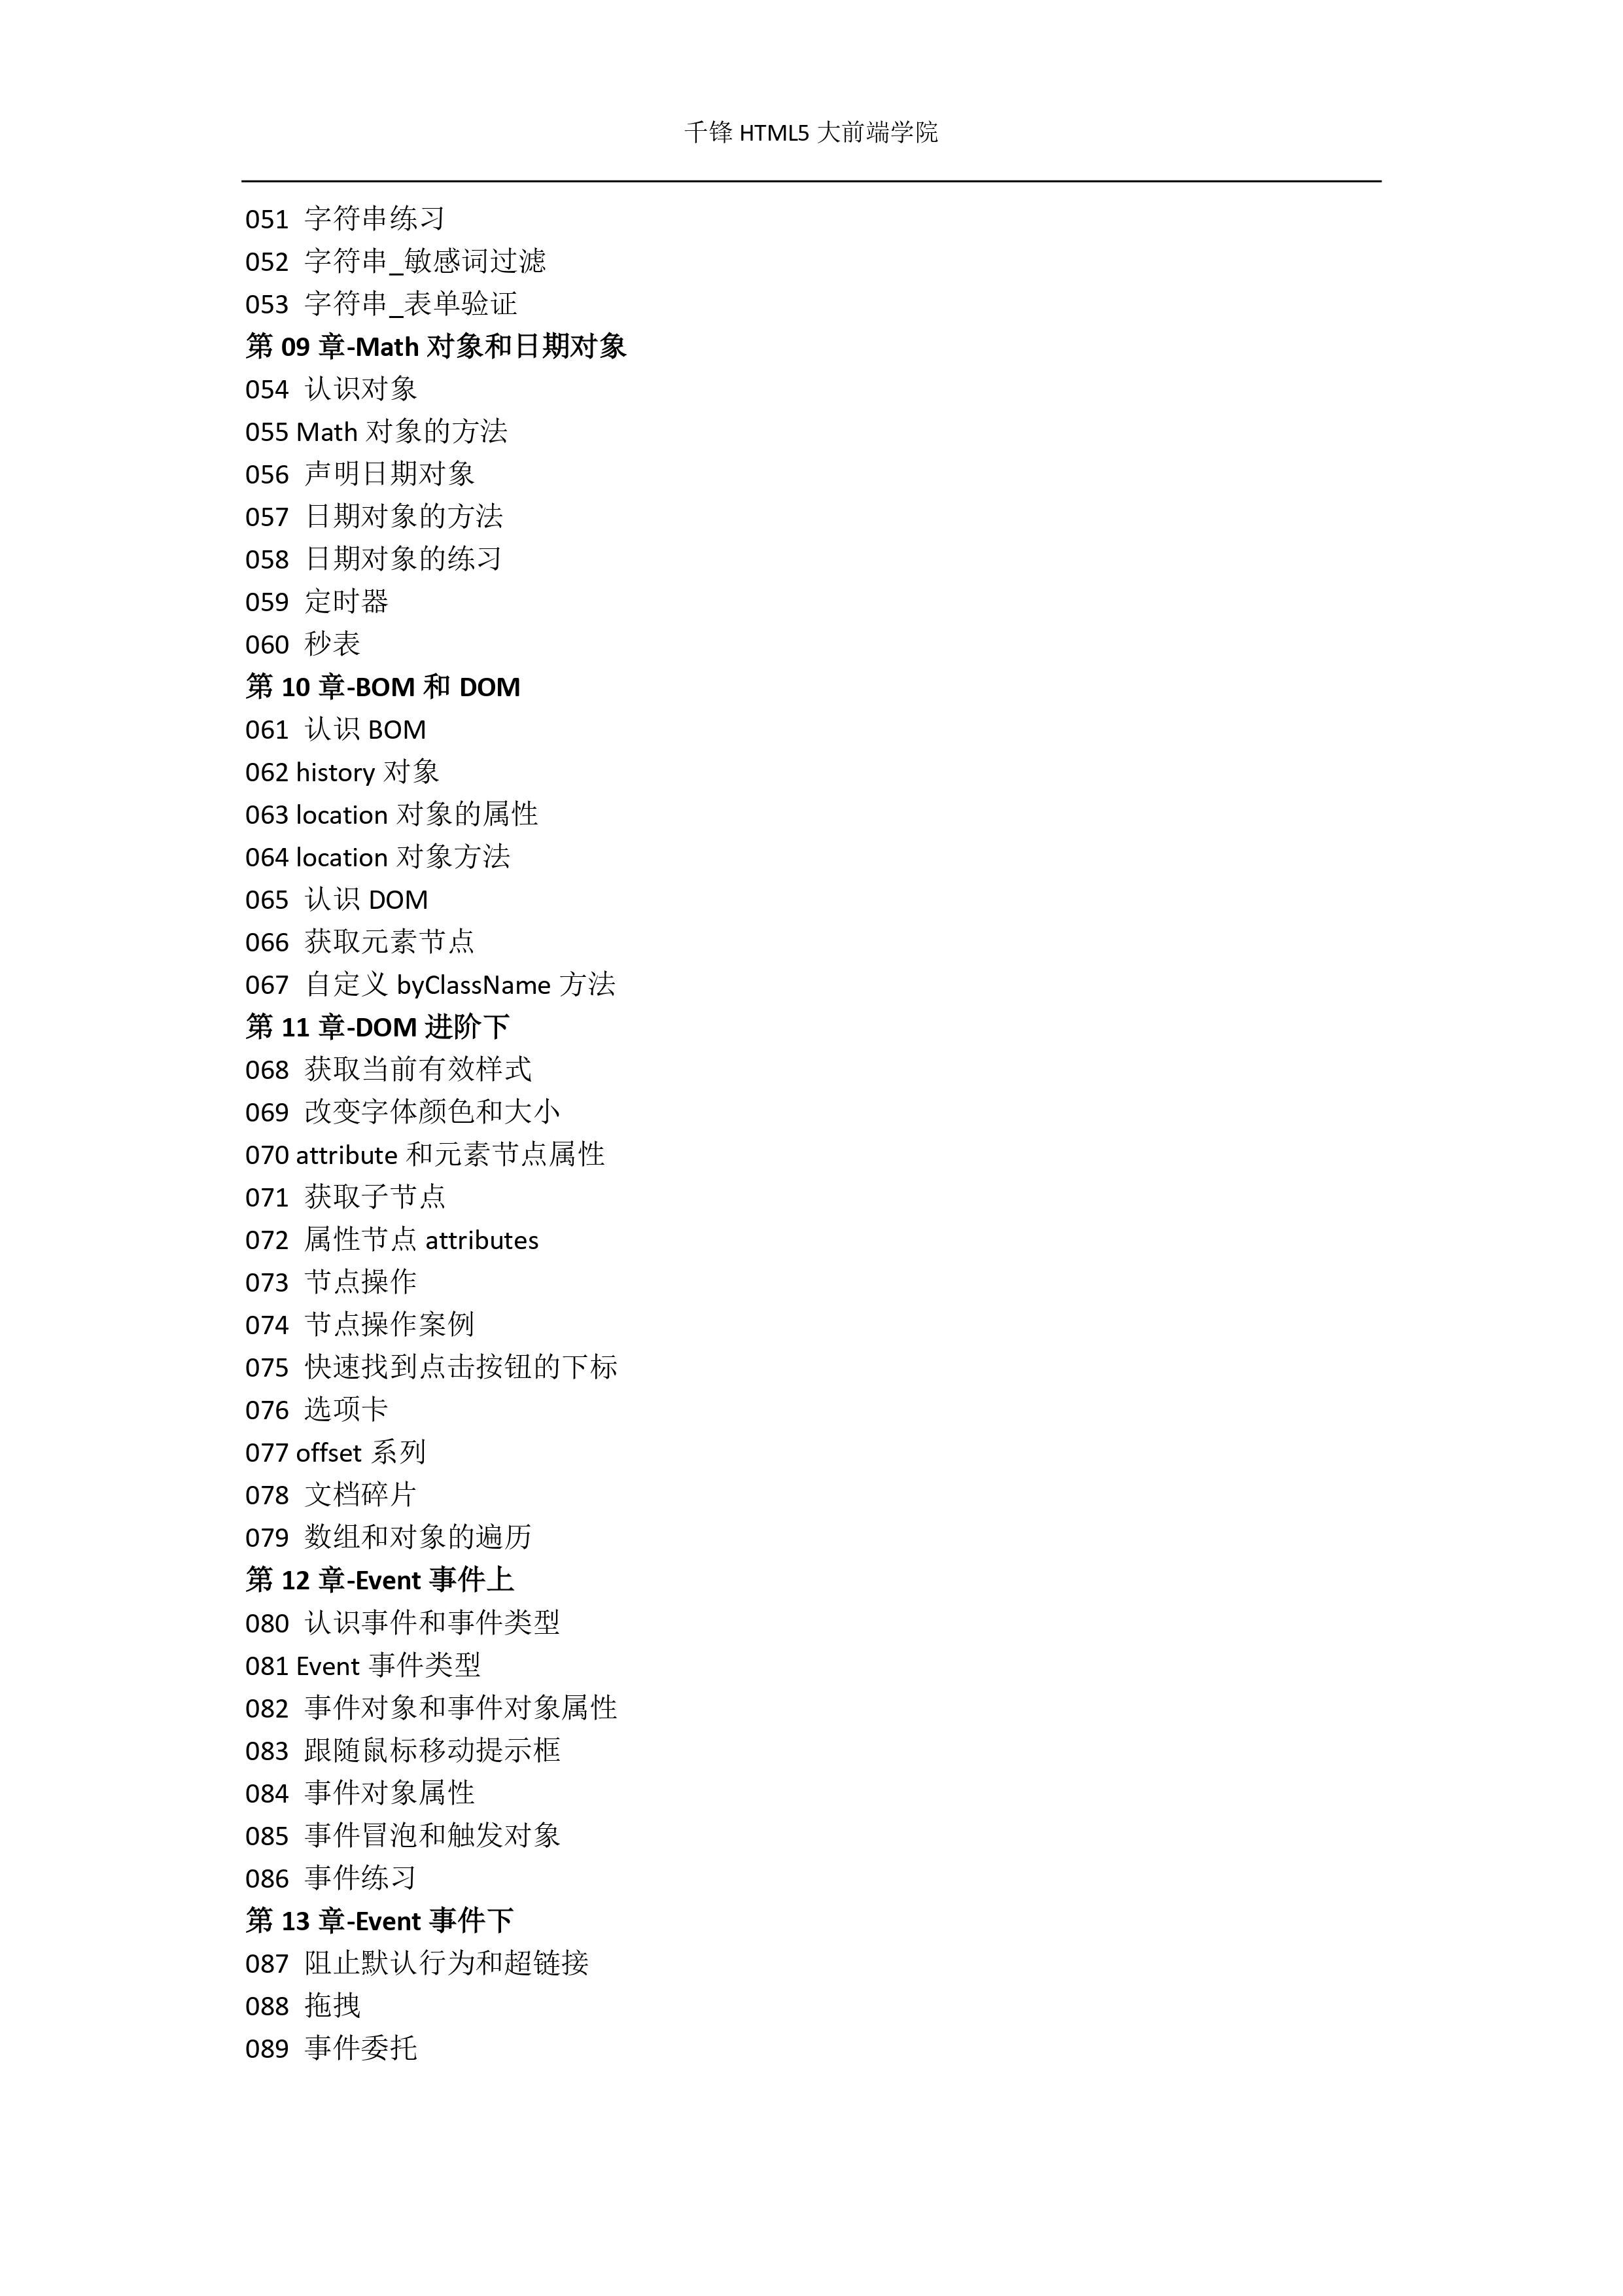 千锋 HTML5 大前端学院
051 字符串练习
052 字符串_敏感词过滤
053 字符串_表单验证
第 09 章-Math 对象和日期对象
054 认识对象
055 Math 对象的方法
056 声明日期对象
057 日期对象的方法
058 日期对象的练习
059 定时器
060 秒表
第 10 章-BOM 和 DOM
061 认识 BOM
062 history 对象
063 location 对象的属性
064 location 对象方法
065 认识 DOM
066 获取元素节点
067 自定义 byClassName 方法
第 11 章-DOM 进阶下
068 获取当前有效样式
069 改变字体颜色和大小
070 attribute 和元素节点属性
071 获取子节点
072 属性节点 attributes
073 节点操作
074 节点操作案例
075 快速找到点击按钮的下标
076 选项卡
077 offset 系列
078 文档碎片
079 数组和对象的遍历
第 12 章-Event 事件上
080 认识事件和事件类型
081 Event 事件类型
082 事件对象和事件对象属性
083 跟随鼠标移动提示框
084 事件对象属性
085 事件冒泡和触发对象
086 事件练习
第 13 章-Event 事件下
087 阻止默认行为和超链接
088 拖拽
089 事件委托